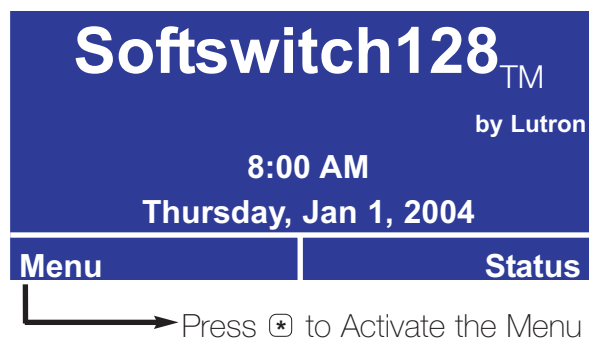 Softswitch128TM
by Lutron
8:00 AM
Thursday, Jan 1, 2004
Menu Status
Press * to Activate the Menu